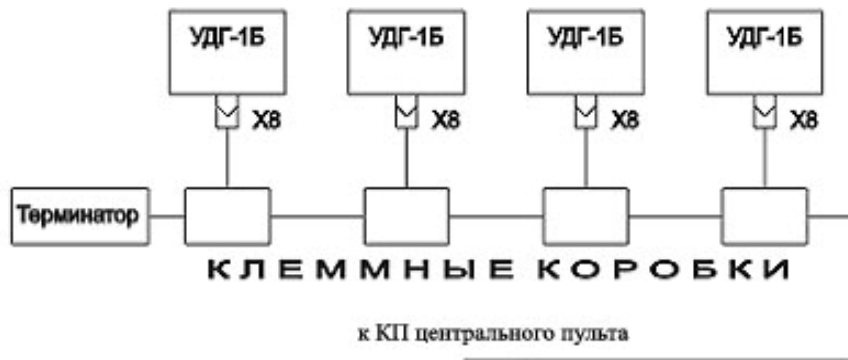 УДГ-1Б УДГ-1Б УДГ-1Б УДГ-1Б
Х8 Х8 Х8 Х8
Терминатор
КЛЕММНЫЕ КОРОБКИ
к КП центрального пульта